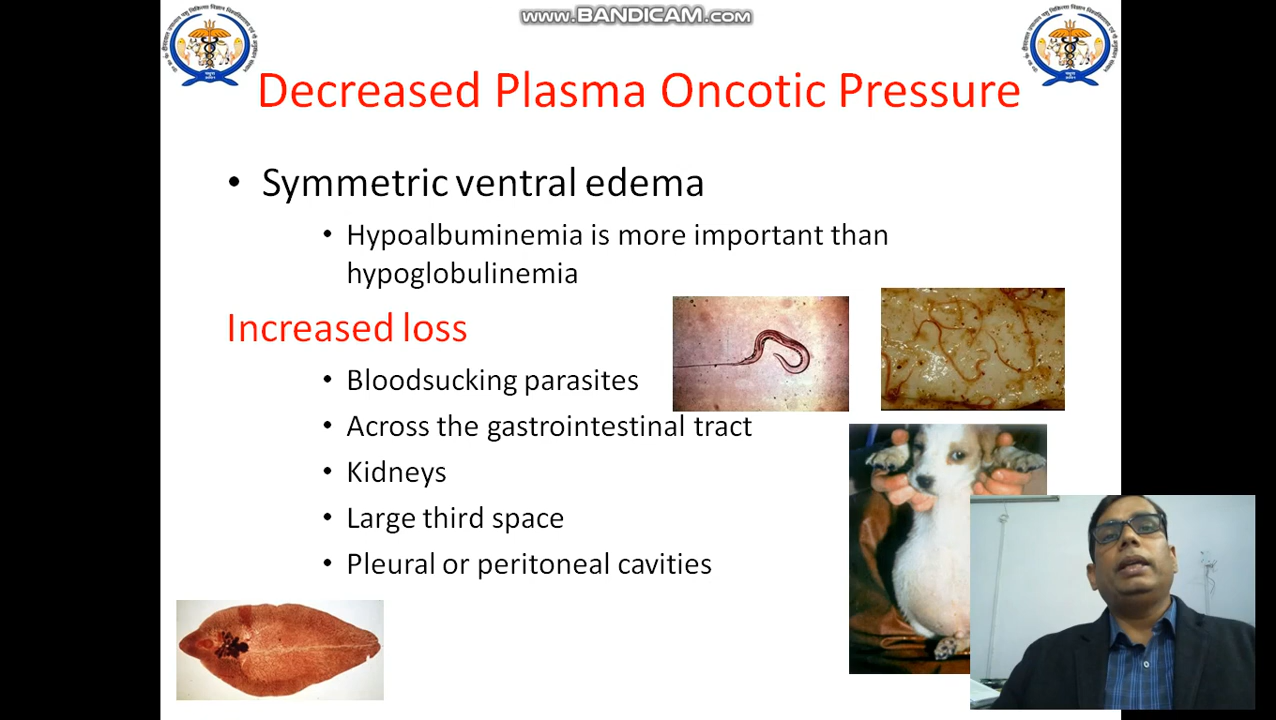 www.BANDICAM.com
Decreased Plasma Oncotic Pressure
• Symmetric ventral edema
• Hypoalbuminemia is more important than
hypoglobulinemia
Increased loss
• Bloodsucking parasites
• Across the gastrointestinal tract
• Kidneys
• Large third space
• Pleural or peritoneal cavities